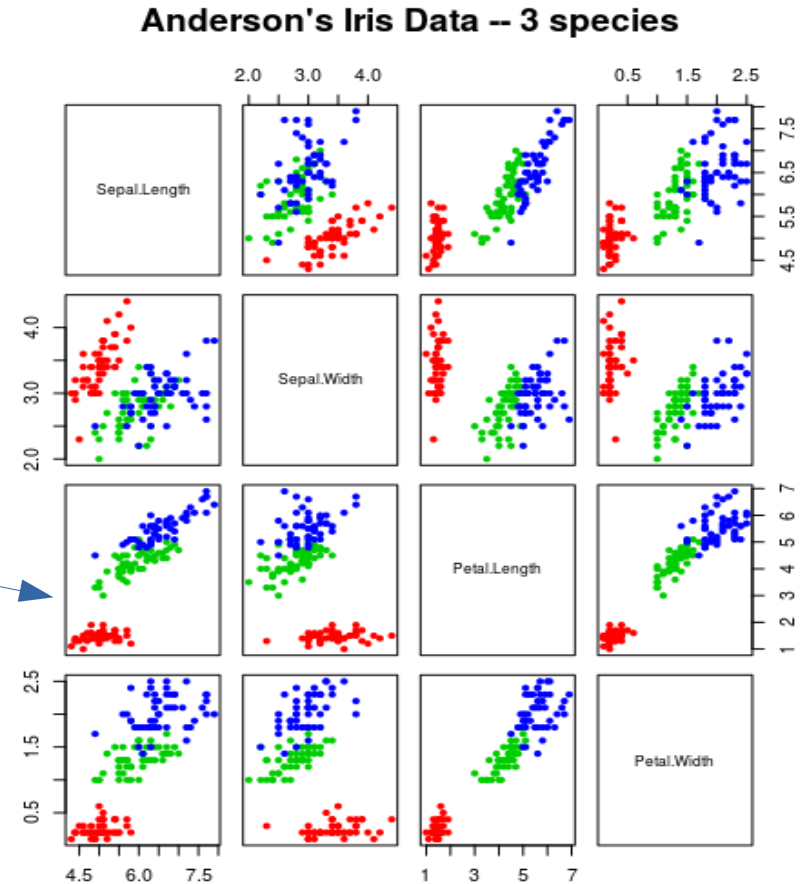 Anderson's Iris Data -- 3 species
2.0 3.0 4.0
0.5 1.5 2.5
Sepal.Length
4.5 5.5 6.5 7.5
2.0 3.0 4.0
Sepal.Width
Petal.Length
1 2 3 4 5 6 7
0.5 1.5 2.5
Petal.Width
4.5 6.0 7.5
1 3 5 7